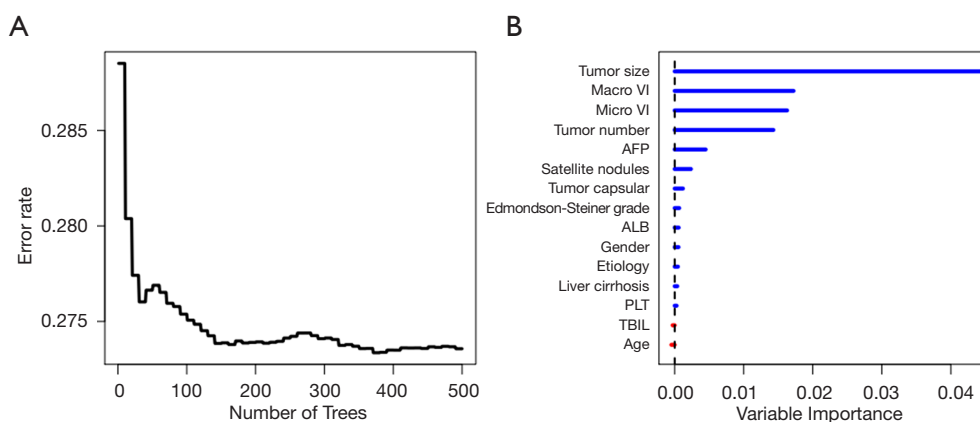 A
0.285
0.280
0.275
Error rate
0 100 200 300 400 500
Number of Trees
B
Tumor size
Macro VI
Micro VI
Tumor number
AFP
Satellite nodules
Tumor capsular
Edmondson-Steiner grade
ALB
Gender
Etiology
Liver cirrhosis
PLT
TBIL
Age
0.00 0.01 0.02 0.03 0.04
Variable Importance